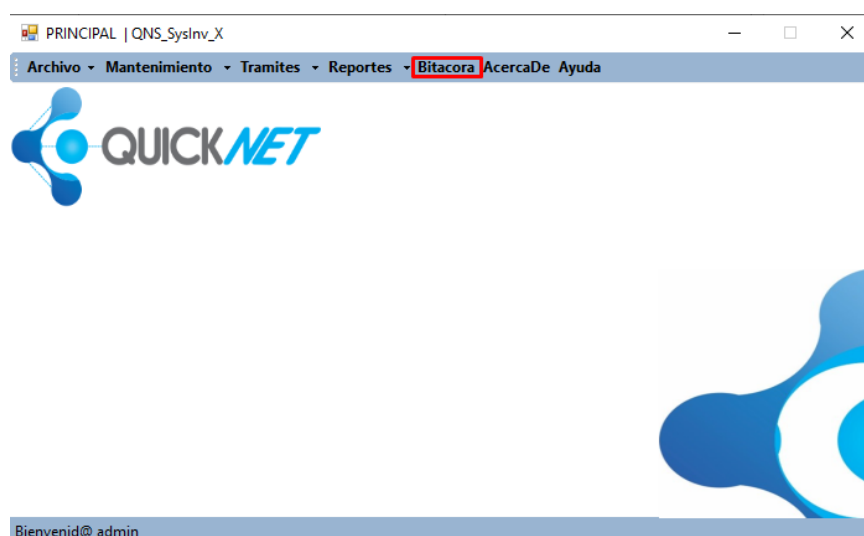 PRINCIPAL | QNS_SysInv_X
Archivo Mantenimiento Tramites Reportes Bitacora AcercaDe Ayuda
QUICKNET
Bienvenid@ admin